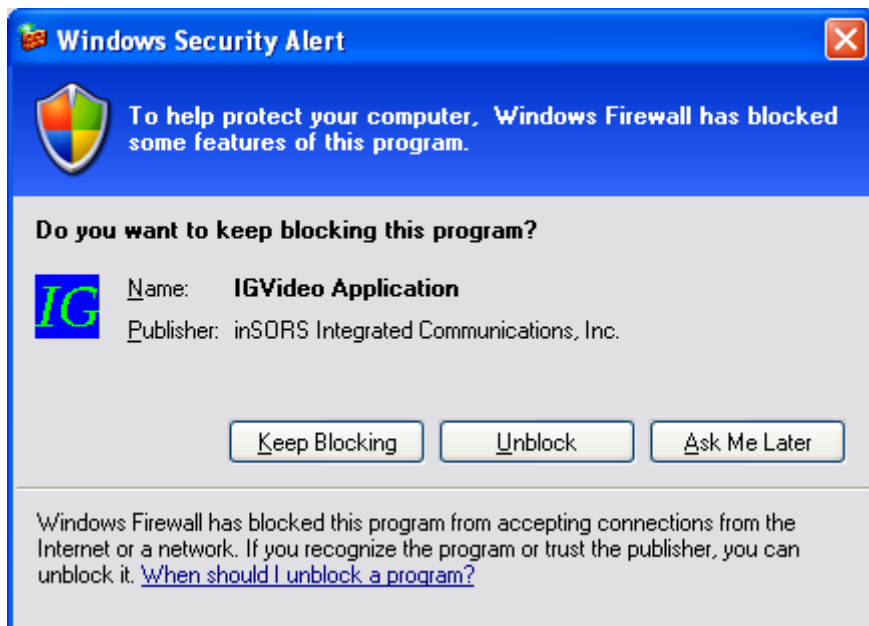 Windows Security Alert
To help protect your computer, Windows Firewall has blocked
some features of this program.
Do you want to keep blocking this program?
IG
Name: IGVideo Application
Publisher: inSORS Integrated Communications, Inc.
Keep Blocking Unblock Ask Me Later
Windows Firewall has blocked this program from accepting connections from the
Internet or a network. If you recognize the program or trust the publisher, you can
unblock it. When should I unblock a program?